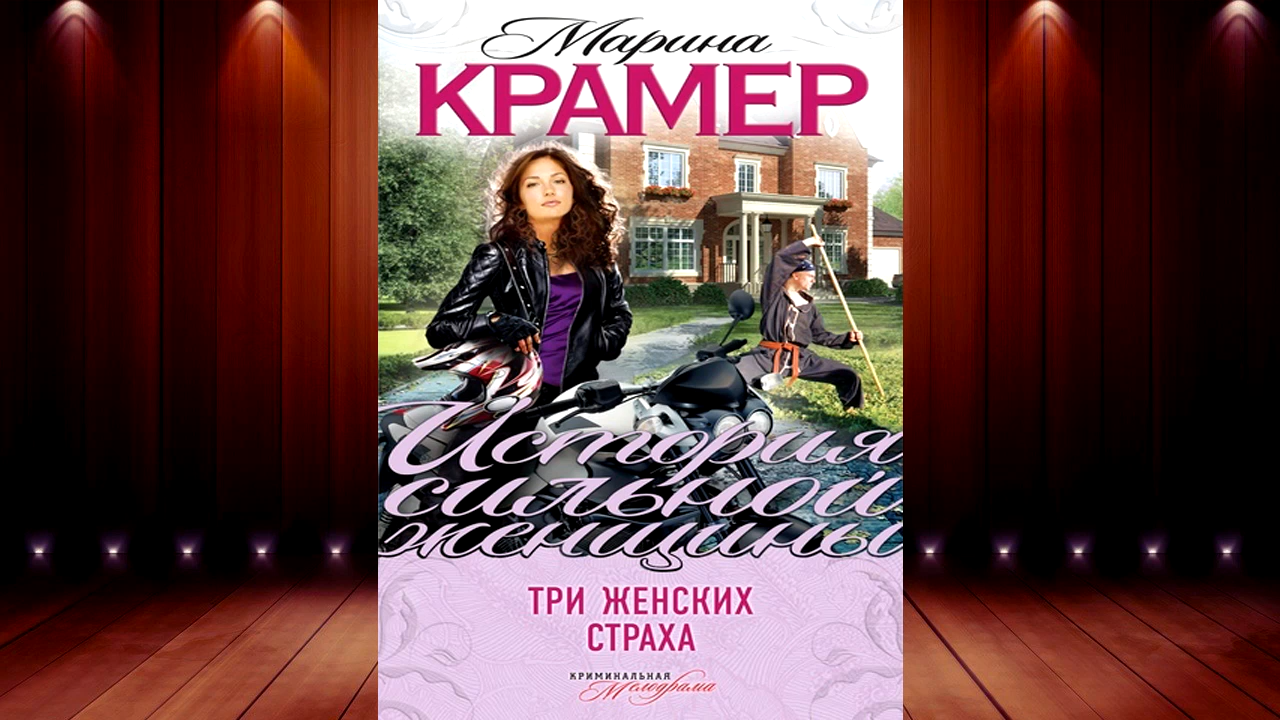 Марина
КРАМЕР
История
сильной
женщины
ТРИ ЖЕНСКИХ
СТРАХА
КРИМИНАЛЬНАЯ
Мелодрама